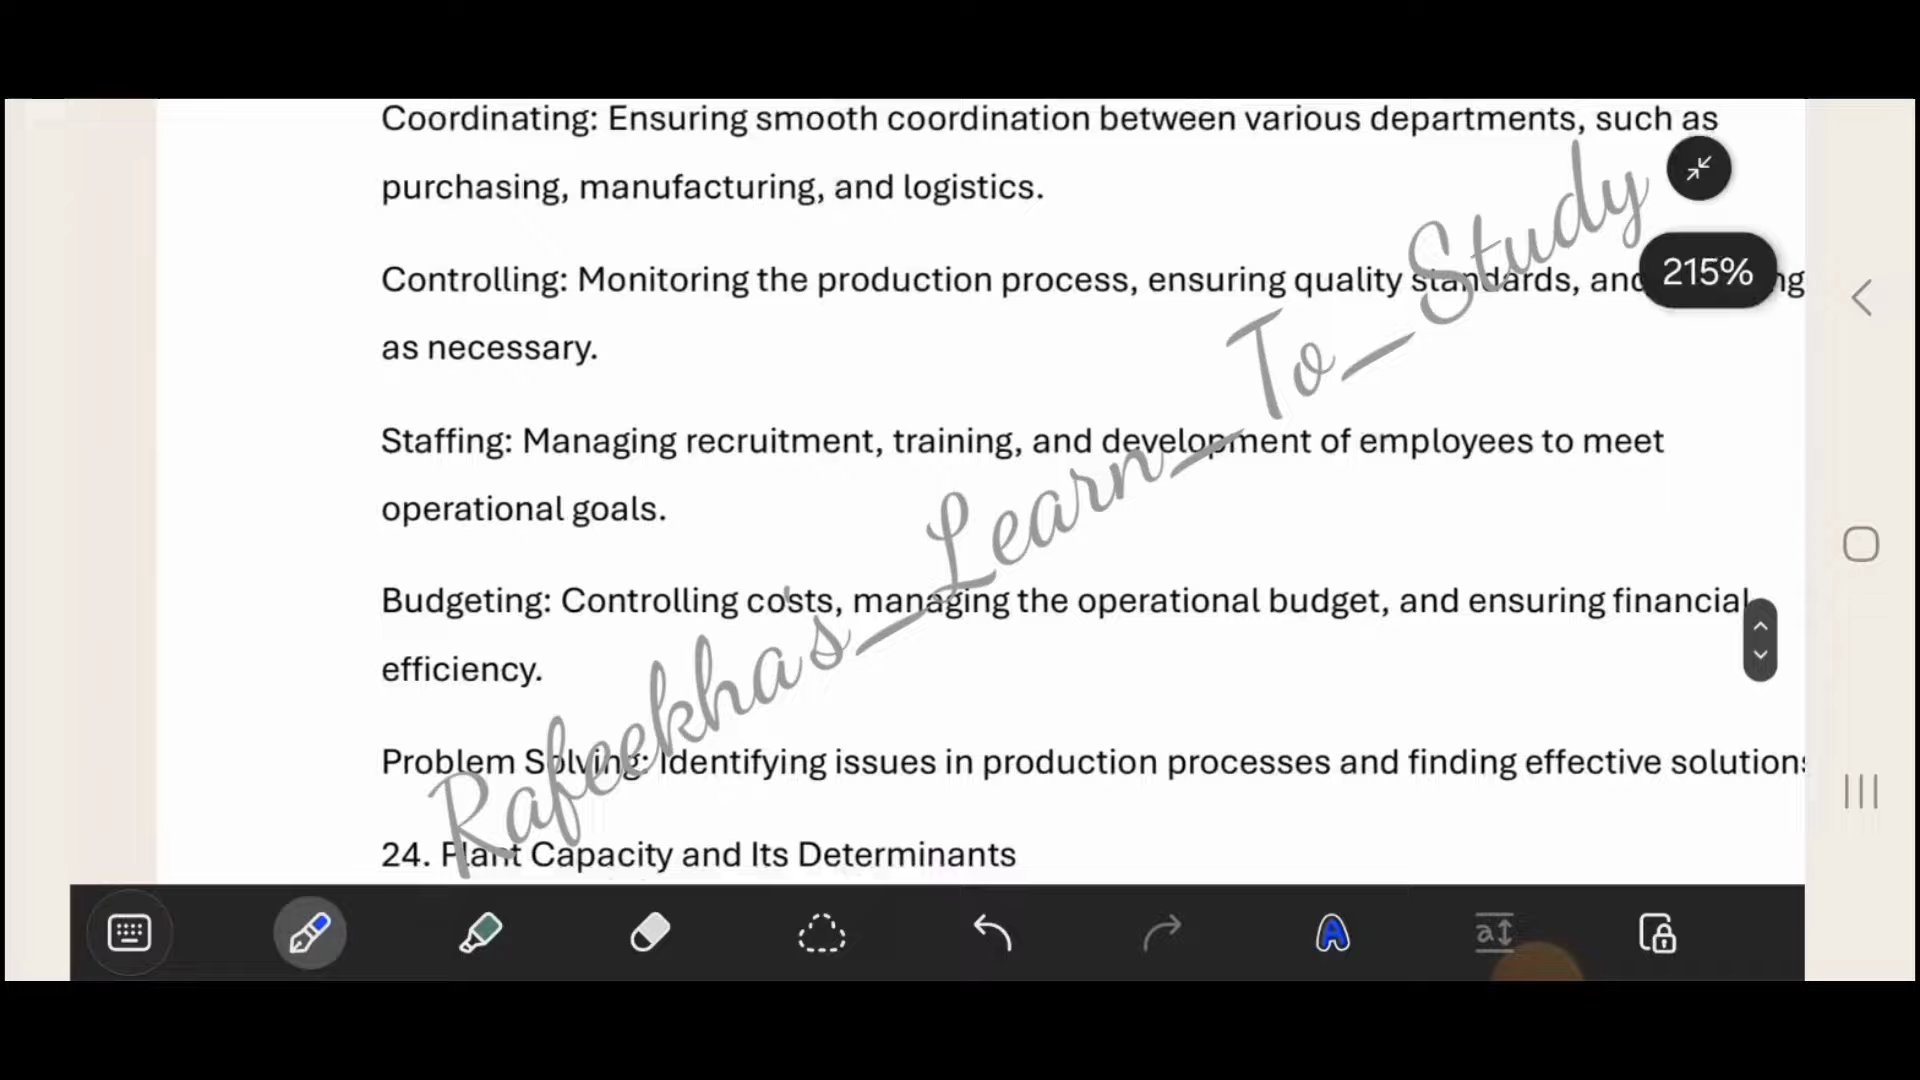 Coordinating: Ensuring smooth coordination between various departments, such as
purchasing, manufacturing, and logistics.
215%
Controlling: Monitoring the production process, ensuring quality standards, and
as necessary.
Staffing: Managing recruitment, training, and development of employees to meet
operational goals.
Budgeting: Controlling costs, managing the operational budget, and ensuring financial
efficiency.
Problem Solving: Identifying issues in production processes and finding effective solutions
24. Plant Capacity and Its Determinants
Rafeekha's_Learn_To_Study
A
a